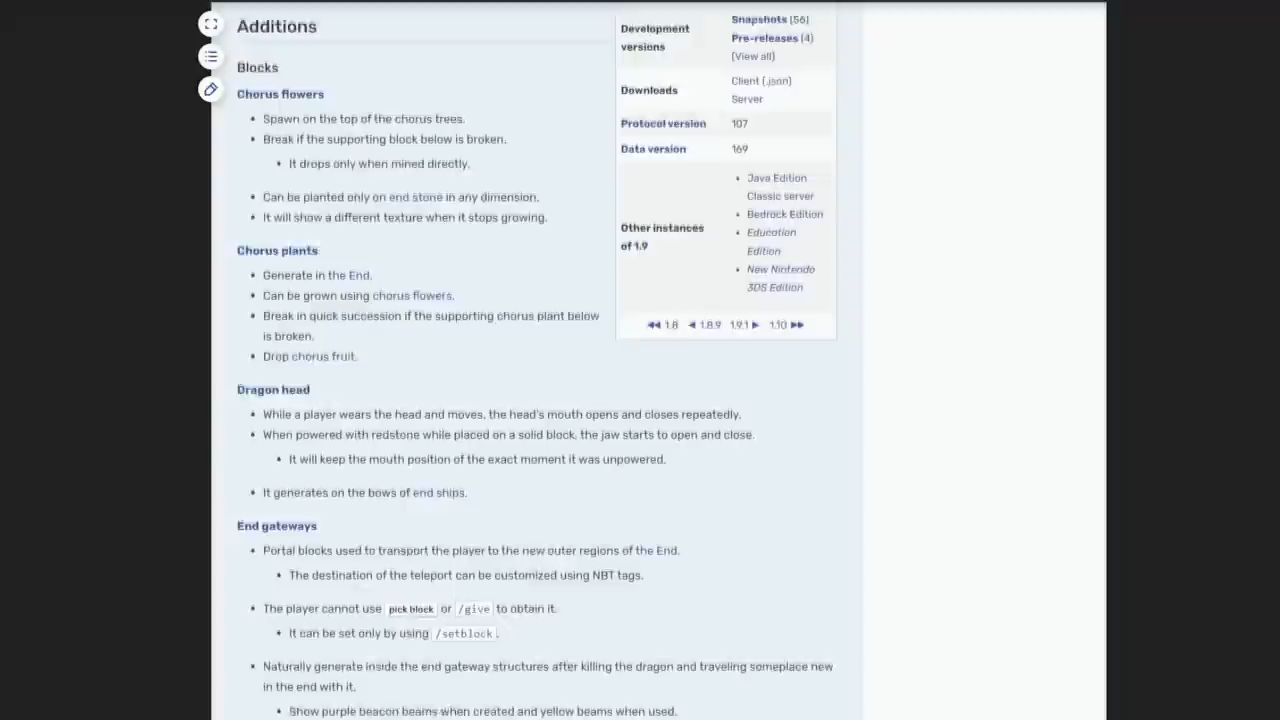 Additions
Blocks
Chorus flowers
Spawn on the top of the chorus trees.
Break if the supporting block below is broken.
It drops only when mined directly.
Can be planted only on end stone in any dimension.
It will show a different texture when it stops growing.
Chorus plants
Generate in the End.
Can be grown using chorus flowers.
Break in quick succession if the supporting chorus plant below
is broken.
Drop chorus fruit.
Dragon head
While a player wears the head and moves, the head's mouth opens and closes repeatedly.
When powered with redstone while placed on a solid block, the jaw starts to open and close.
It will keep the mouth position of the exact moment it was unpowered.
It generates on the bows of end ships.
End gateways
Portal blocks used to transport the player to the new outer regions of the End.
The destination of the teleport can be customized using NBT tags.
The player cannot use pick block or /give to obtain it.
It can be set only by using /setblock.
Naturally generate inside the end gateway structures after killing the dragon and traveling someplace new
in the end with it.
Show purple beacon beams when created and yellow beams when used.
Development
versions
Snapshots (56)
Pre-releases (4)
(View all)
Downloads
Client (.json)
Server
Protocol version 107
Data version 169
Other instances
of 1.9
Java Edition
Classic server
Bedrock Edition
Education
Edition
New Nintendo
3DS Edition
◀◀ 1.8 ◀ 1.8.9 1.9.1 ▶ 1.10 ▶▶